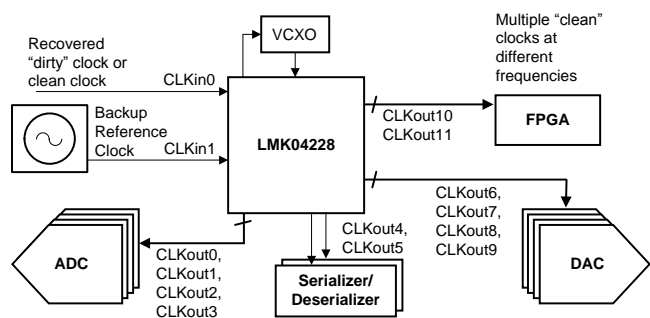 Recovered
“dirty” clock or
clean clock
CLKin0
Backup
Reference
Clock
CLKin1
VCXO
LMK04228
Multiple “clean”
clocks at
different
frequencies
CLKout10
CLKout11
FPGA
CLKout6,
CLKout7,
CLKout8,
CLKout9
DAC
CLKout4,
CLKout5
Serializer/
Deserializer
CLKout0,
CLKout1,
CLKout2,
CLKout3
ADC